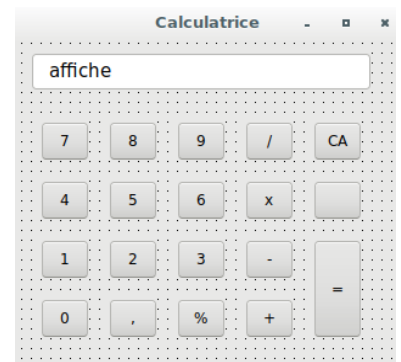 Calculatrice
affiche
7 8 9 / CA
4 5 6 x
1 2 3 -
=
0 , % +